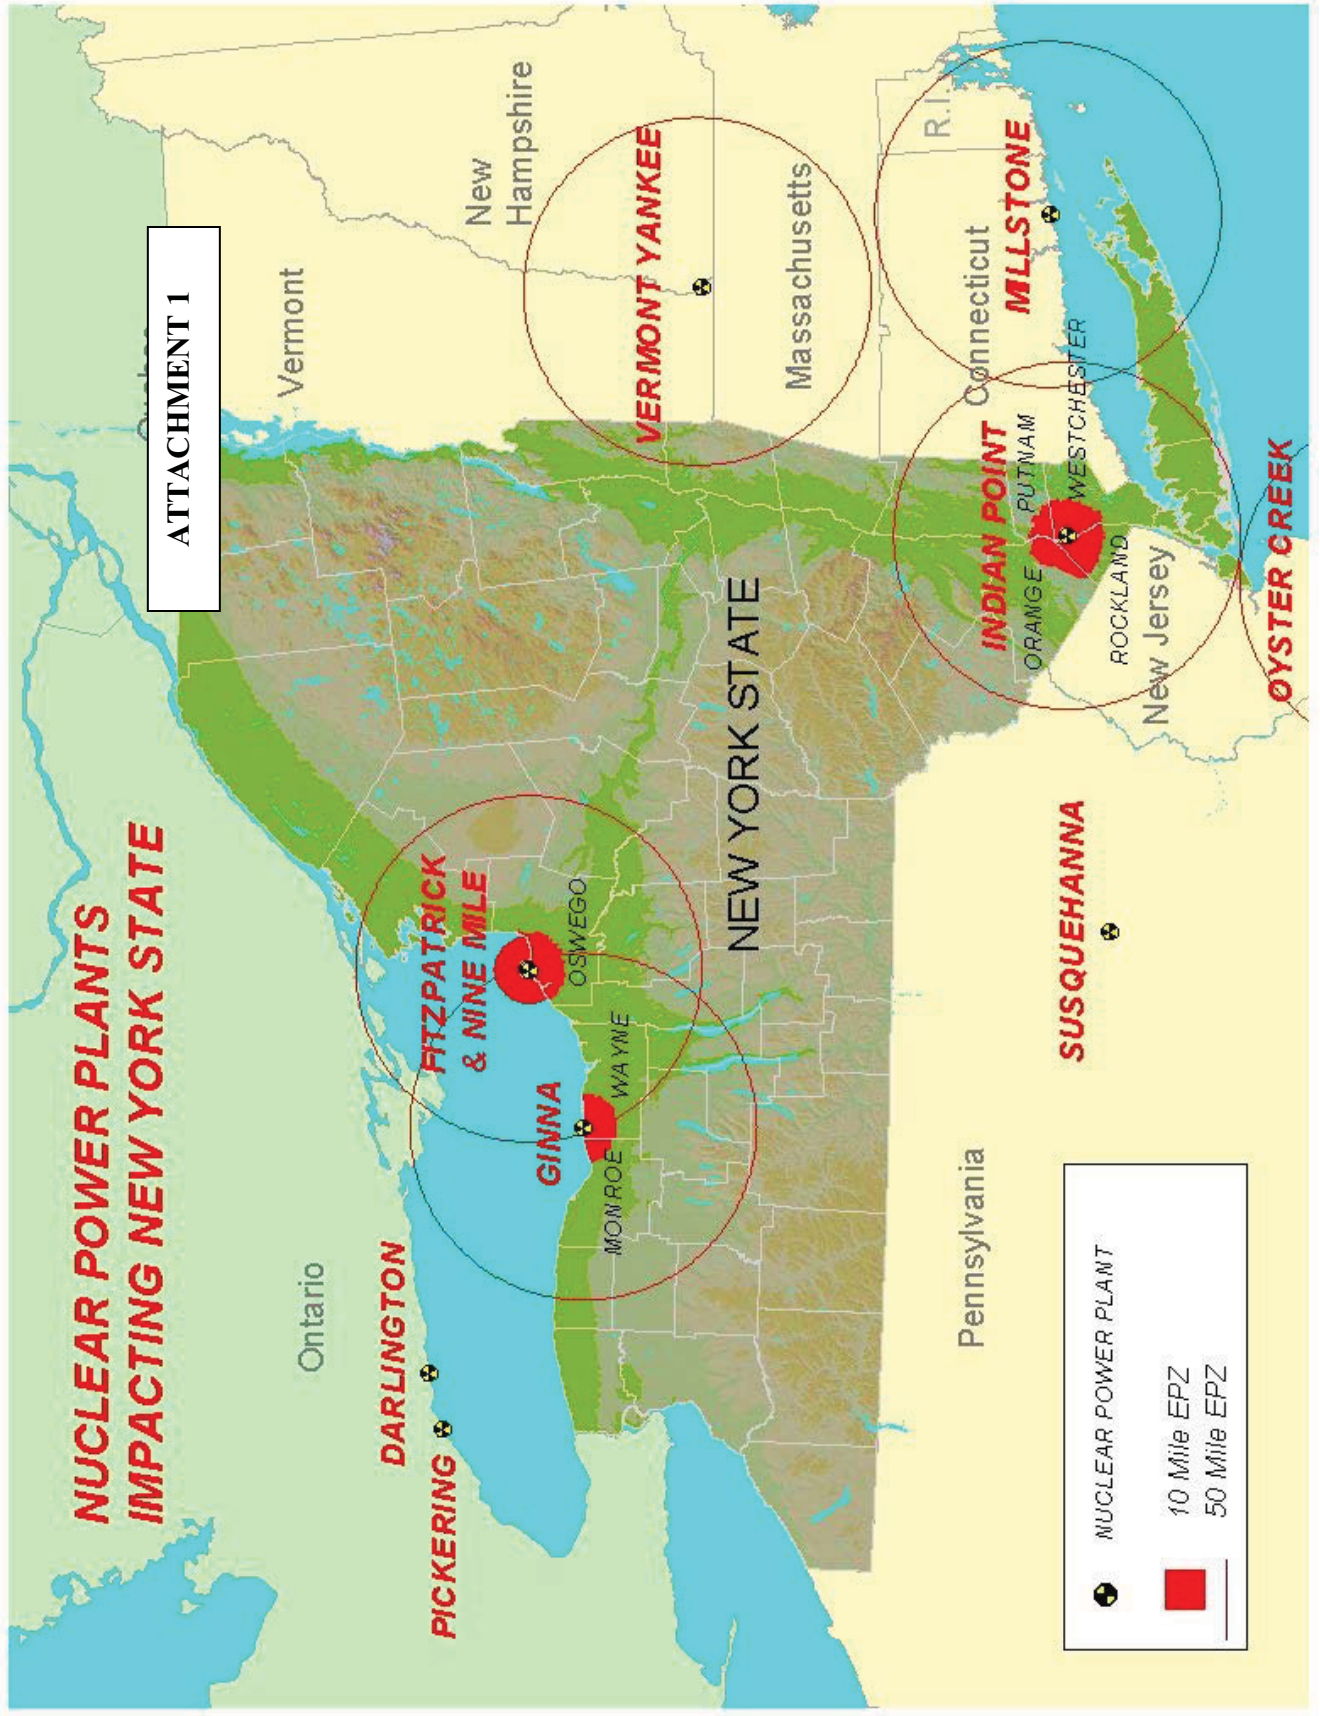 ATTACHMENT 1
NUCLEAR POWER PLANTS
IMPACTING NEW YORK STATE
Ontario
DARLINGTON
PICKERING
FITZPATRICK
& NINE MILE
OSWEGO
GINNA
WAYNE
MONROE
NEW YORK STATE
Vermont
New
Hampshire
VERMONT YANKEE
Massachusetts
Connecticut
R.I.
MILLSTONE
INDIAN POINT
PUTNAM
WESTCHESTER
ORANGE
ROCKLAND
New Jersey
OYSTER CREEK
SUSQUEHANNA
Pennsylvania
NUCLEAR POWER PLANT
10 Mile EPZ
50 Mile EPZ